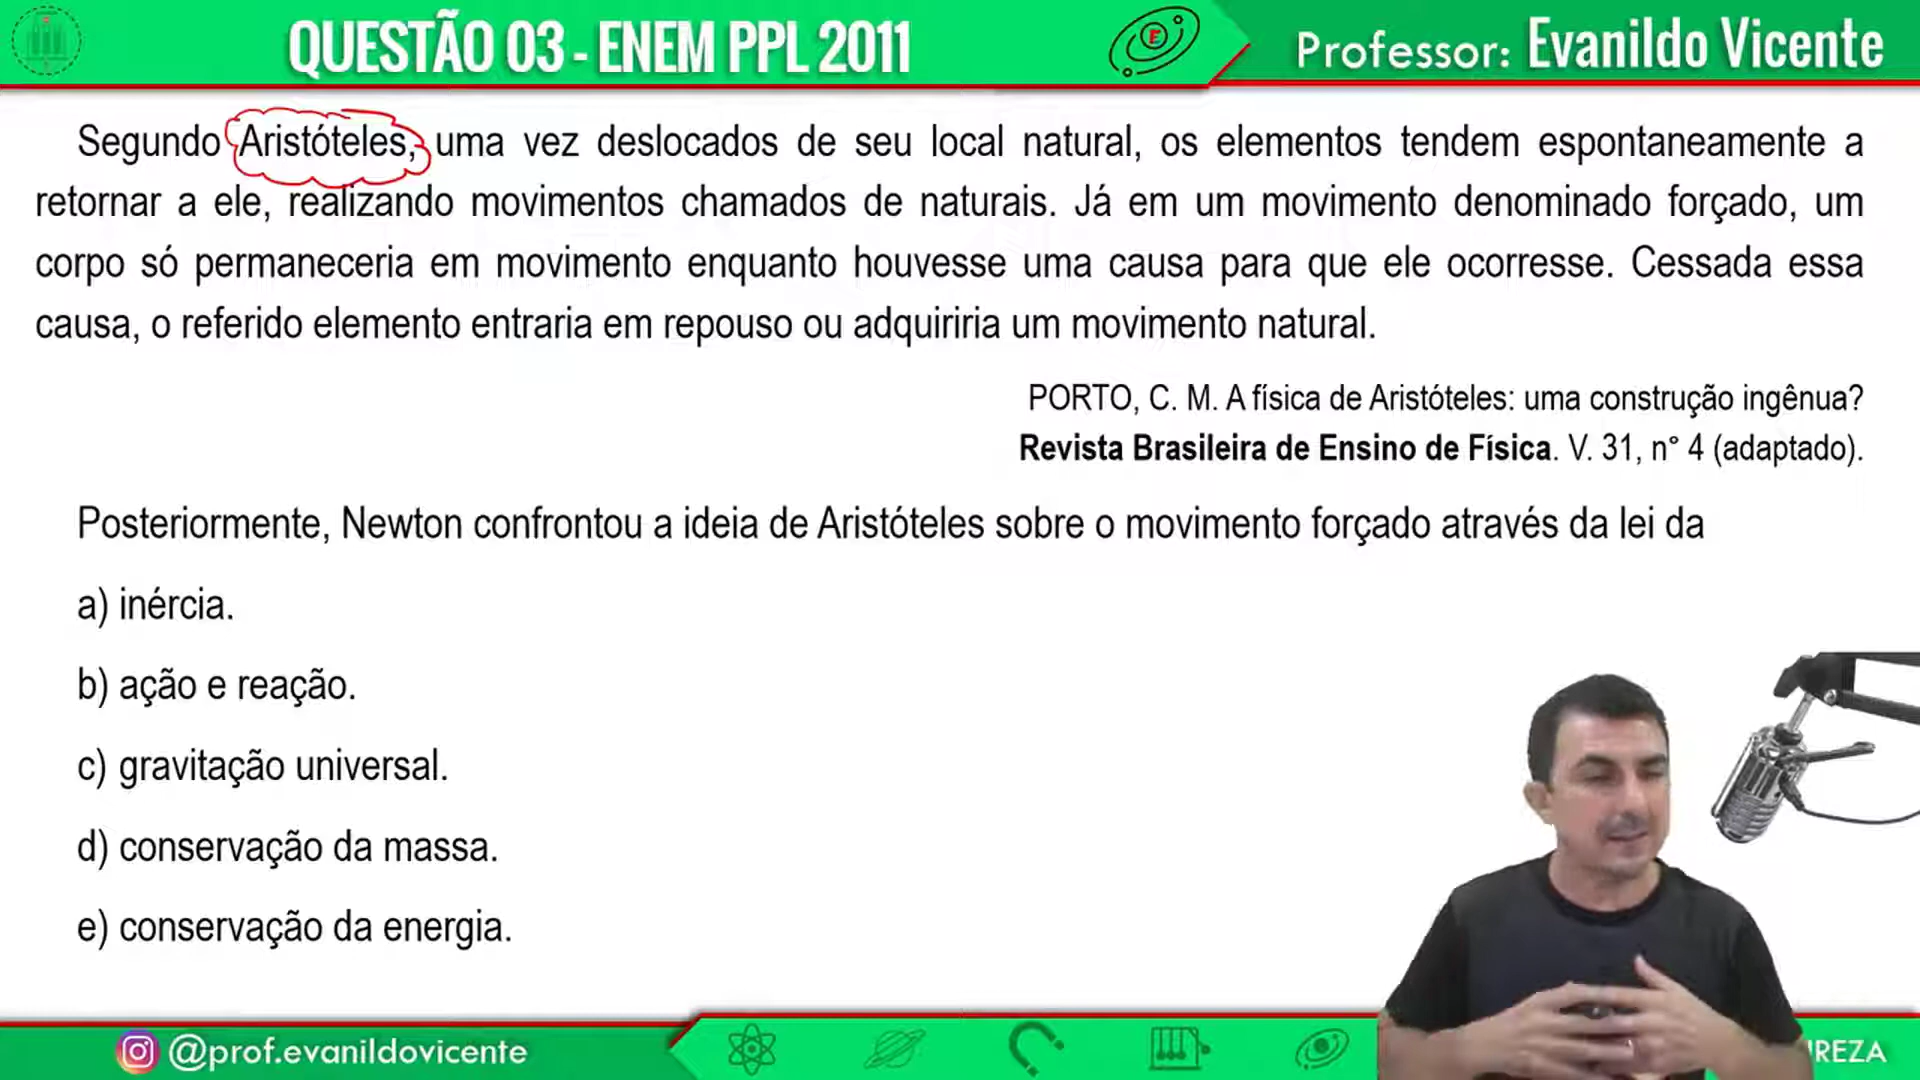 QUESTÃO 03 - ENEM PPL 2011
E
Professor: Evanildo Vicente
Segundo Aristóteles, uma vez deslocados de seu local natural, os elementos tendem espontaneamente a
retornar a ele, realizando movimentos chamados de naturais. Já em um movimento denominado forçado, um
corpo só permaneceria em movimento enquanto houvesse uma causa para que ele ocorresse. Cessada essa
causa, o referido elemento entraria em repouso ou adquiriria um movimento natural.
PORTO, C. M. A física de Aristóteles: uma construção ingênua?
Revista Brasileira de Ensino de Física. V. 31, n° 4 (adaptado).
Posteriormente, Newton confrontou a ideia de Aristóteles sobre o movimento forçado através da lei da
a) inércia.
b) ação e reação.
c) gravitação universal.
d) conservação da massa.
e) conservação da energia.
@prof.evanildovicente